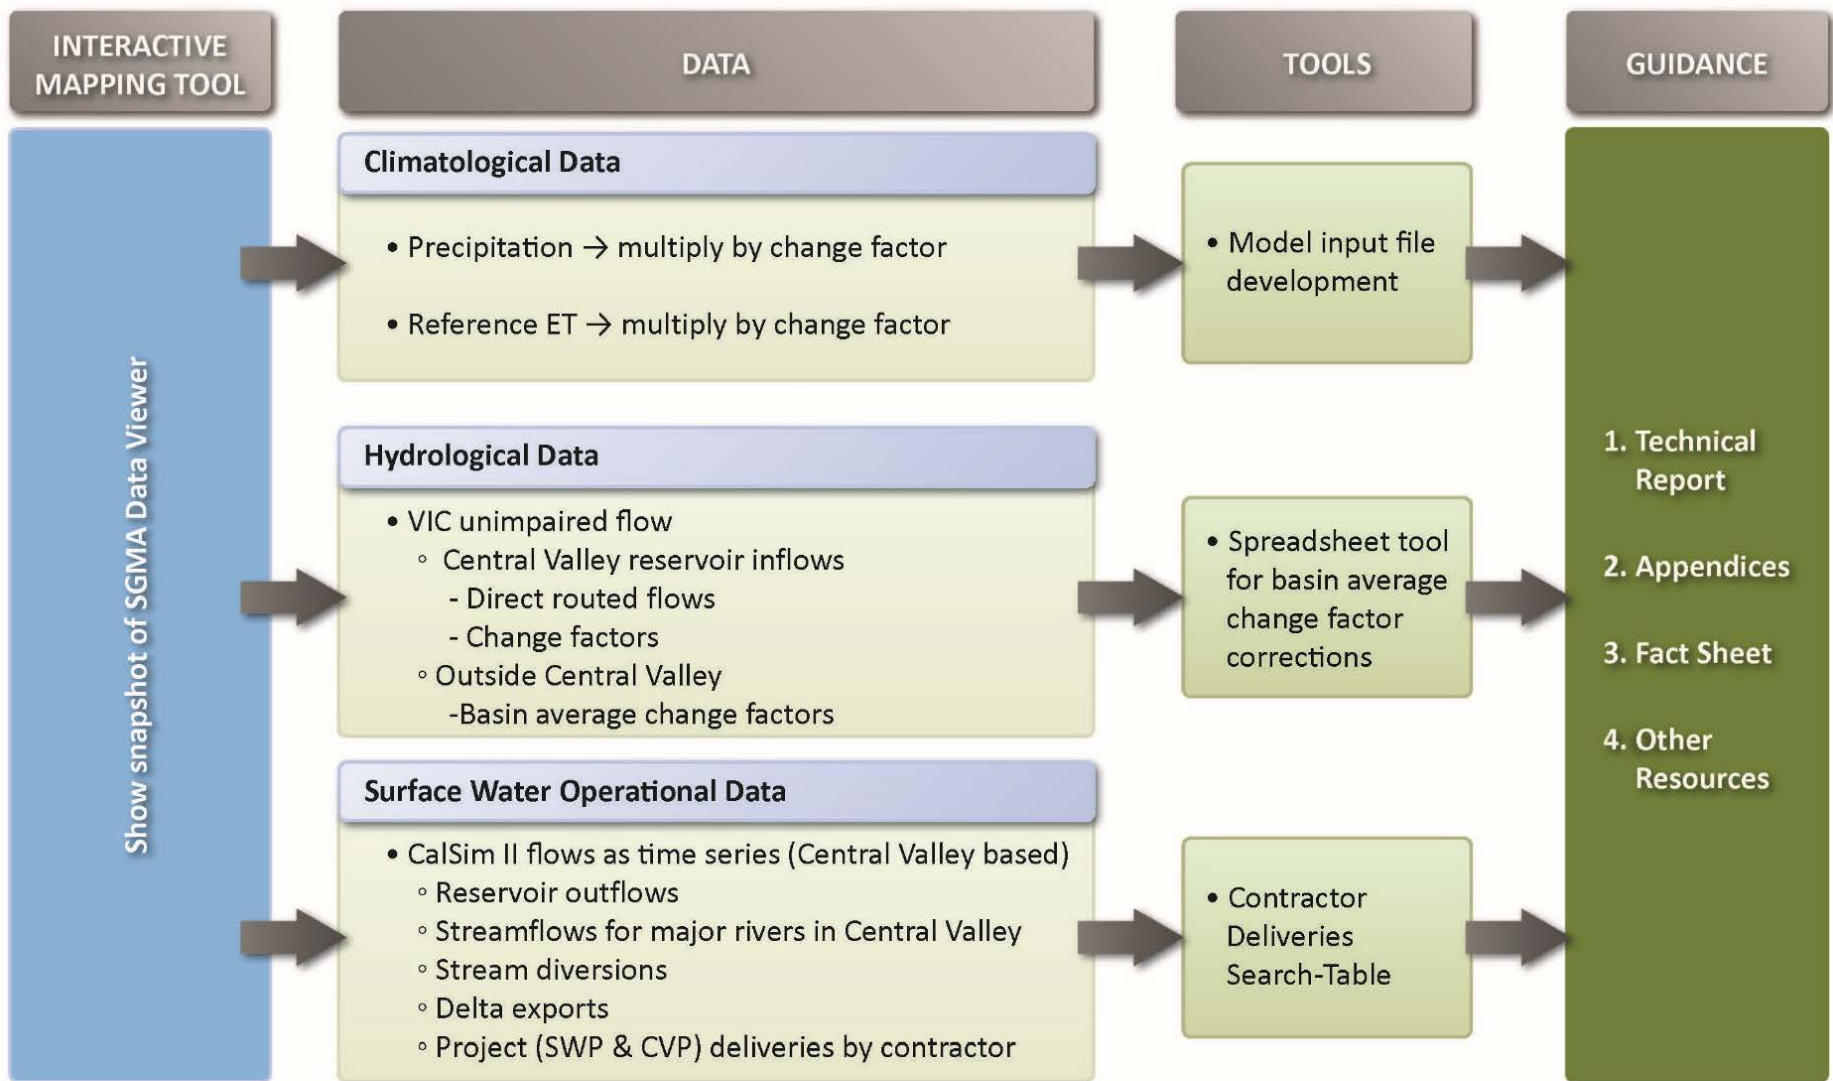 INTERACTIVE
MAPPING TOOL
DATA
TOOLS
GUIDANCE
Show snapshot of SGMA Data Viewer
Climatological Data
• Precipitation → multiply by change factor
• Reference ET → multiply by change factor
• Model input file
development
Hydrological Data
• VIC unimpaired flow
◦ Central Valley reservoir inflows
- Direct routed flows
- Change factors
◦ Outside Central Valley
-Basin average change factors
• Spreadsheet tool
for basin average
change factor
corrections
Surface Water Operational Data
• CalSim II flows as time series (Central Valley based)
◦ Reservoir outflows
◦ Streamflows for major rivers in Central Valley
◦ Stream diversions
◦ Delta exports
◦ Project (SWP & CVP) deliveries by contractor
• Contractor
Deliveries
Search-Table
1. Technical
Report
2. Appendices
3. Fact Sheet
4. Other
Resources